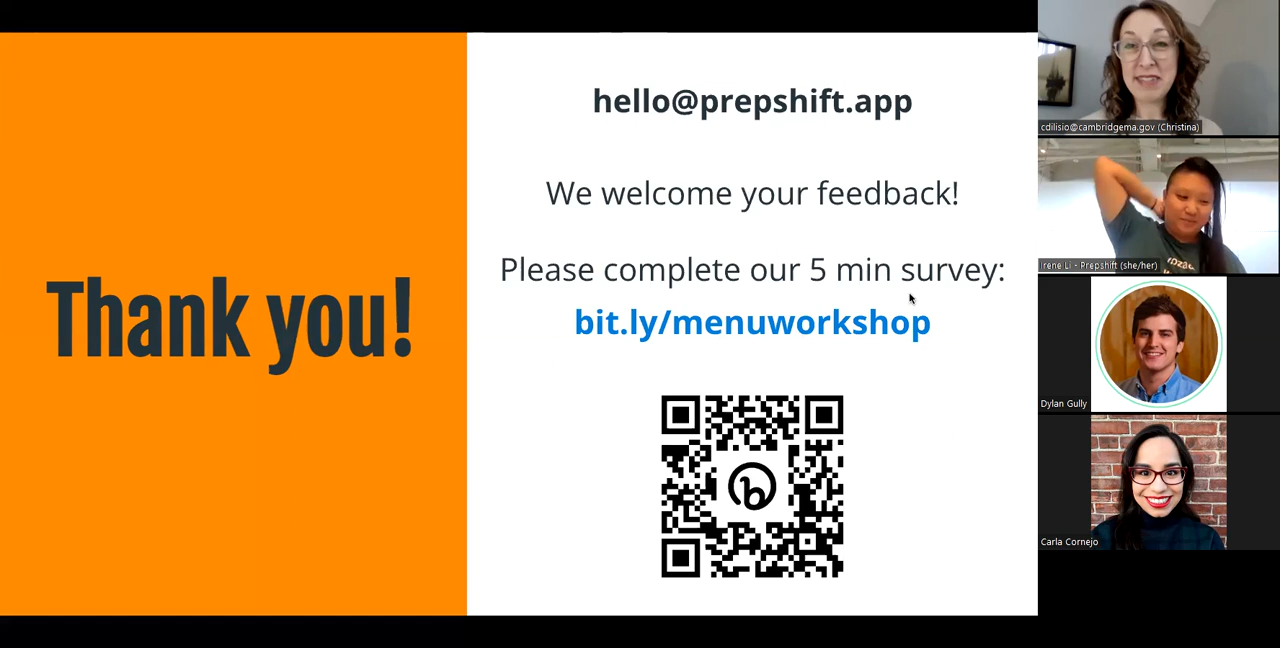 Thank you!
hello@prepshift.app
We welcome your feedback!
Please complete our 5 min survey:
bit.ly/menuworkshop
b
cdilisio@cambridgema.gov (Christina)
Irene Li - Prepshift (she/her)
Dylan Gully
Carla Cornejo